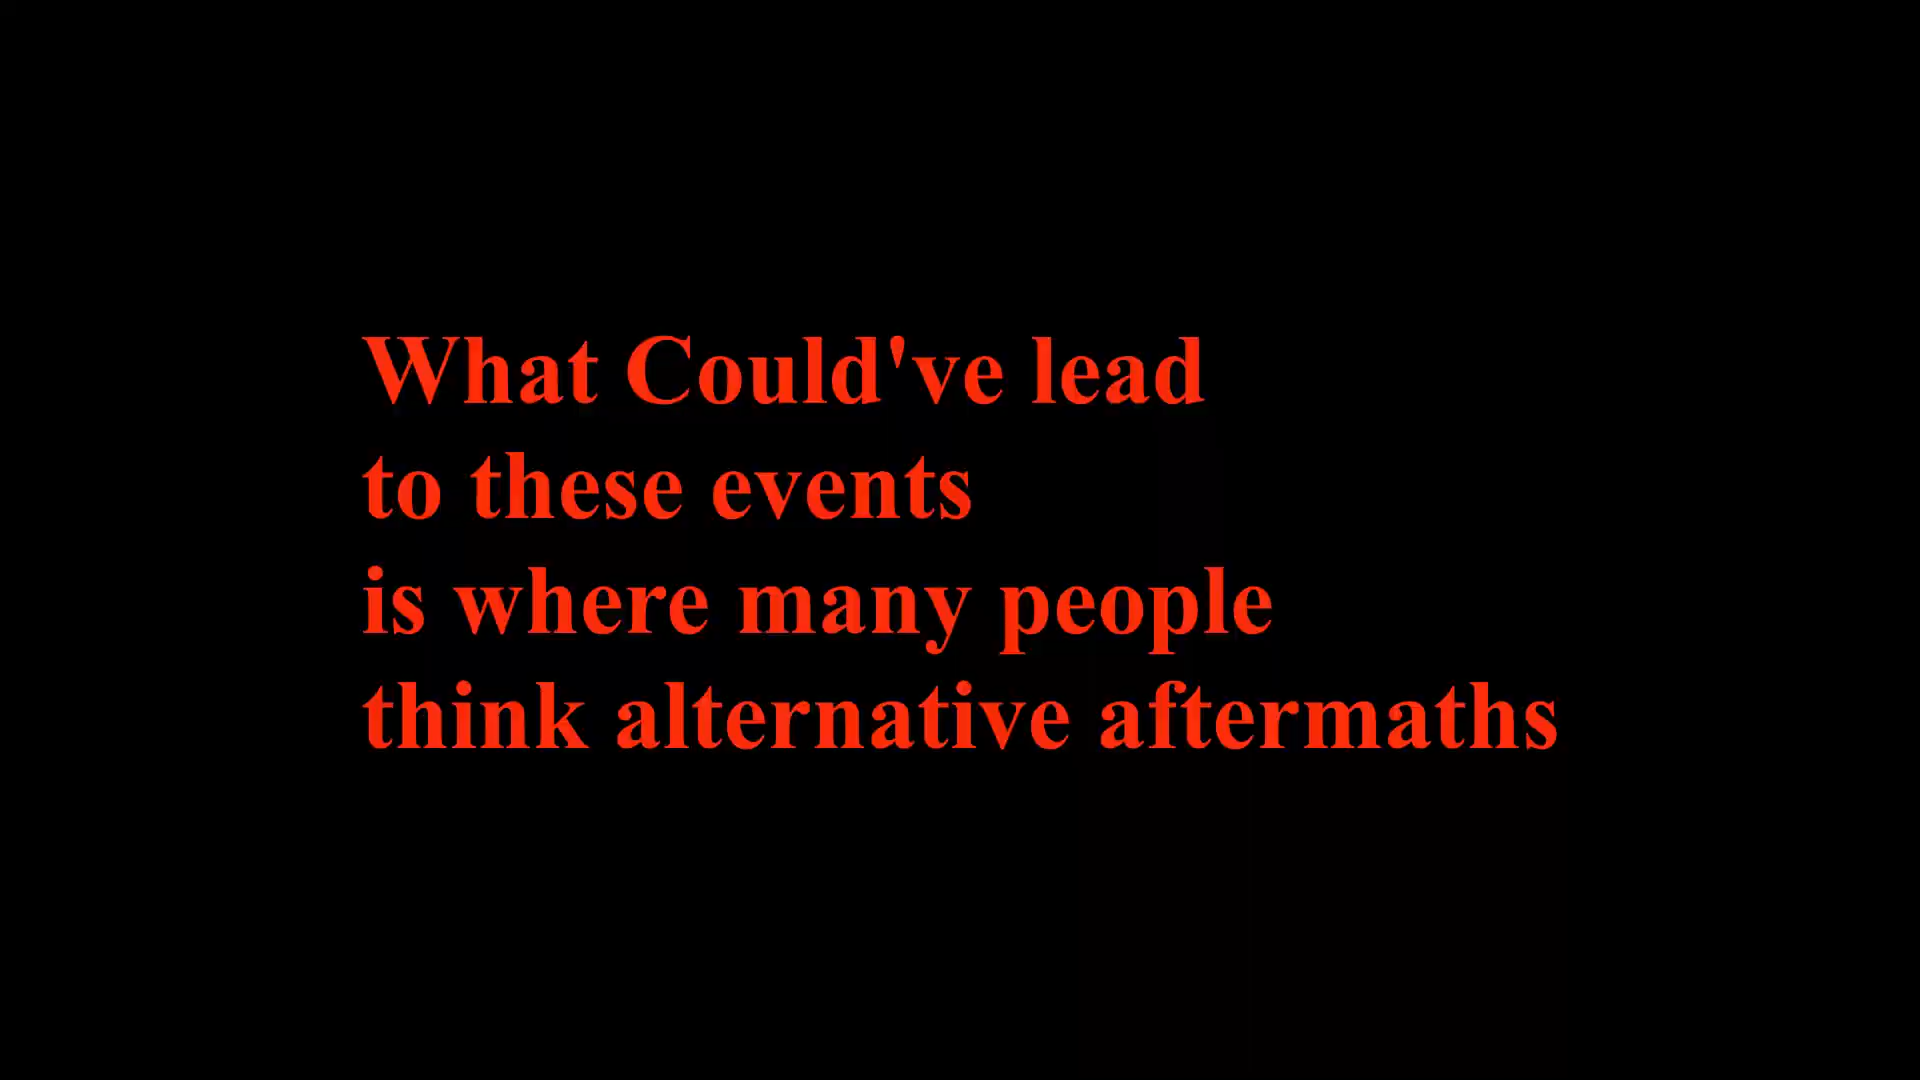 What Could've lead
to these events
is where many people
think alternative aftermaths